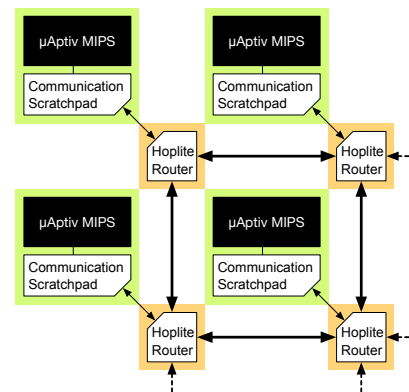 μAptiv MIPS
Communication
Scratchpad
Hoplite
Router
μAptiv MIPS
Communication
Scratchpad
Hoplite
Router
μAptiv MIPS
Communication
Scratchpad
Hoplite
Router
μAptiv MIPS
Communication
Scratchpad
Hoplite
Router